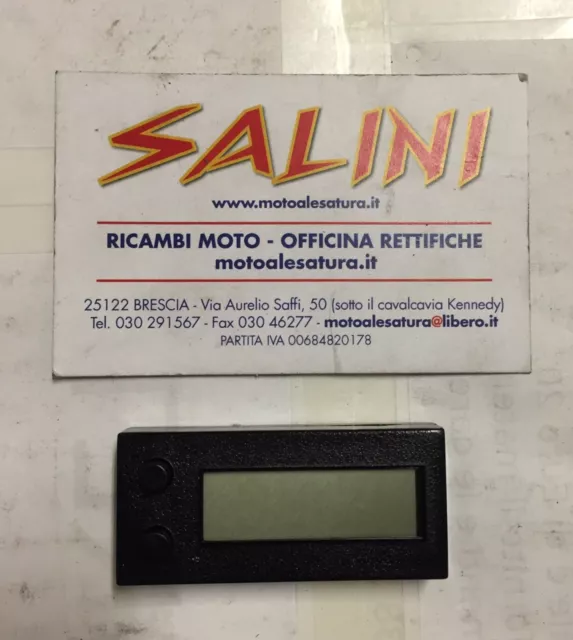 SALINI
www.motoalesatura.it
RICAMBI MOTO - OFFICINA RETTIFICHE
motoalesatura.it
25122 BRESCIA - Via Aurelio Saffi, 50 (sotto il cavalcavia Kennedy)
Tel. 030 291567 - Fax 030 46277 - motoalesatura@libero.it
PARTITA IVA 00684820178